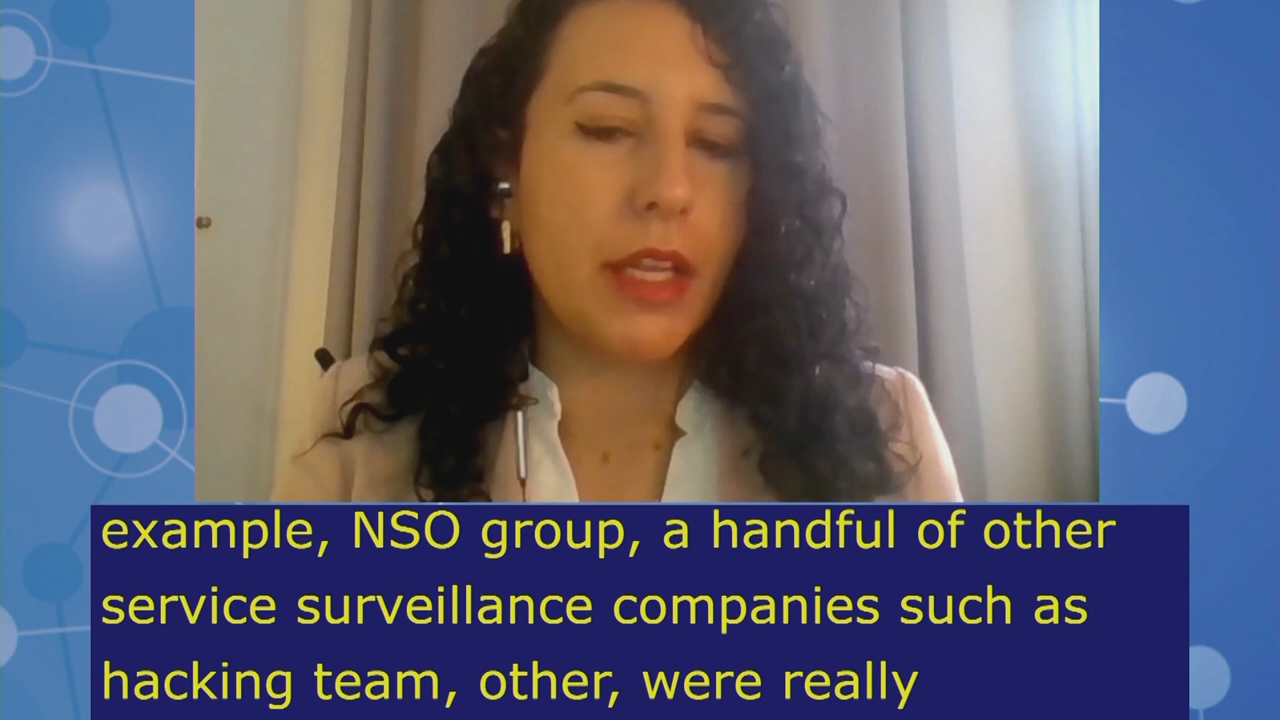 example, NSO group, a handful of other
service surveillance companies such as
hacking team, other, were really